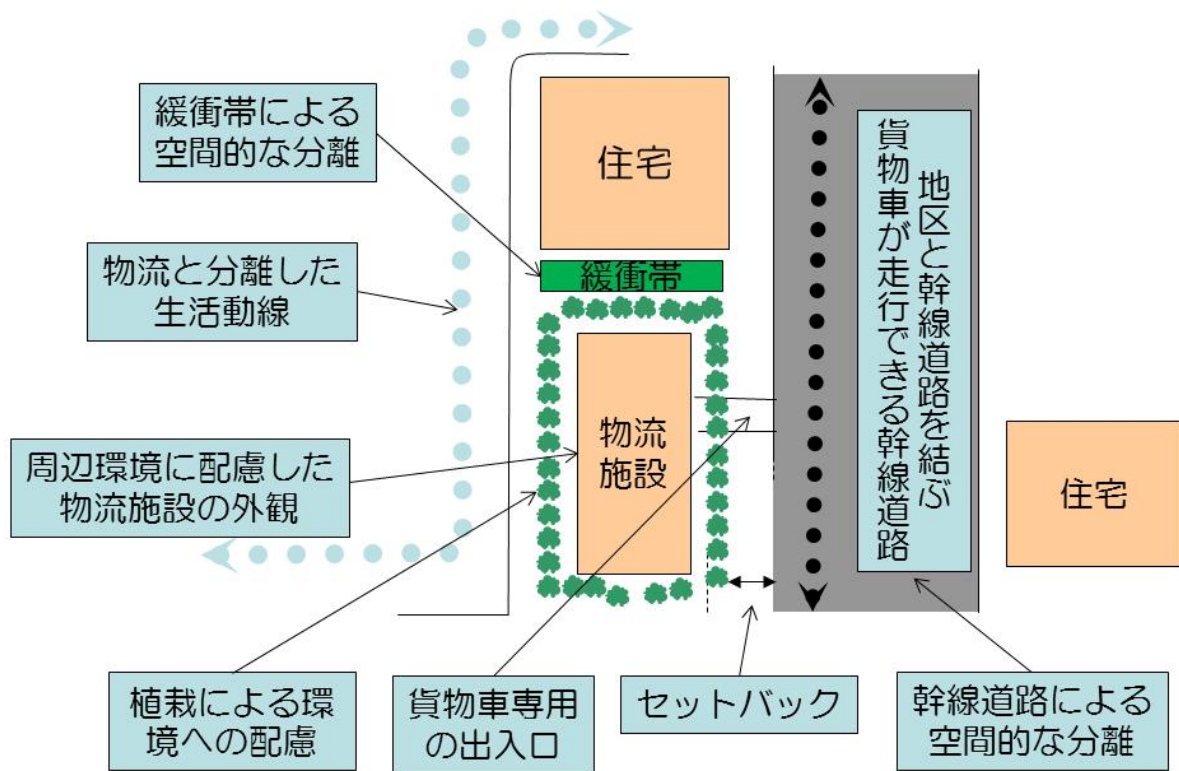 緩衝帯による
空間的な分離
住宅
貨物車が走行できる幹線道路
地区と幹線道路を結ぶ
緩衝帯
物流と分離した
生活動線
物流
施設
周辺環境に配慮した
物流施設の外観
住宅
植栽による環
境への配慮
貨物車専用
の出入口
セットバック
幹線道路による
空間的な分離